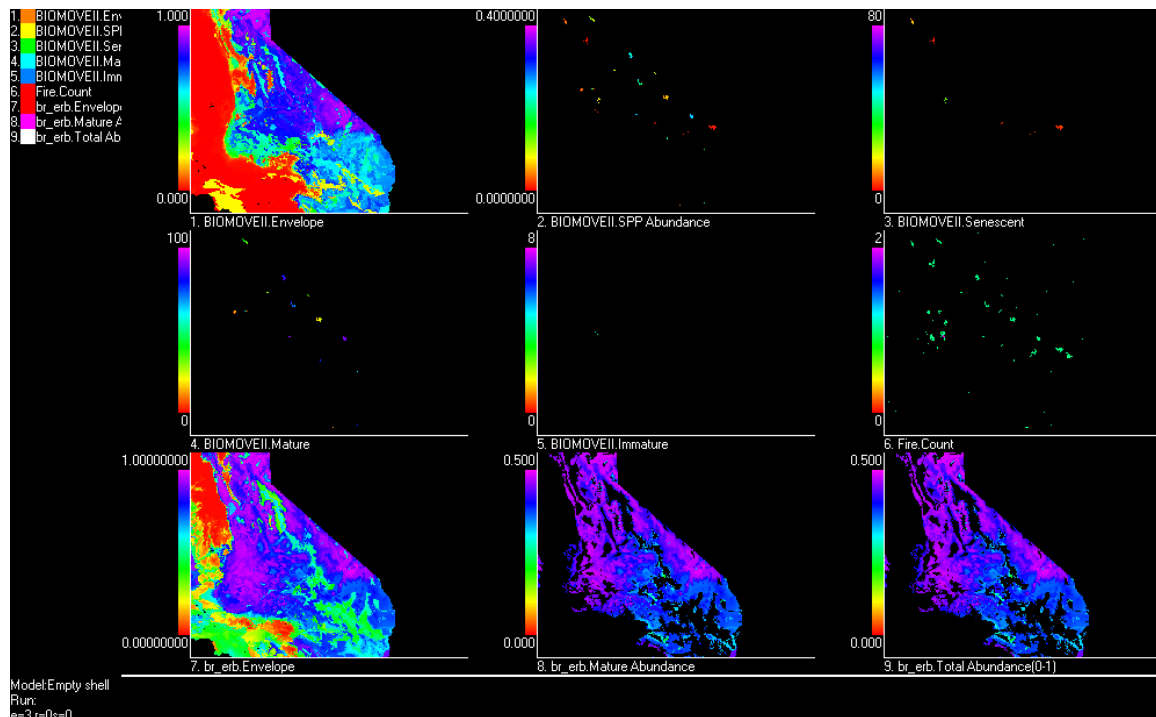 1. BIOMOVEII.Env
2. BIOMOVEII.SPI
3. BIOMOVEII.Ser
4. BIOMOVEII.Ma
5. BIOMOVEII.Imm
6. Fire.Count
7. br_erb.Envelope
8. br_erb.Mature A
9. br_erb.Total Ab
1.000
0.000
1. BIOMOVEII.Envelope
0.4000000
0.0000000
2. BIOMOVEII.SPP Abundance
80
0
3. BIOMOVEII.Senescent
100
0
4. BIOMOVEII.Mature
8
0
5. BIOMOVEII.Immature
2
0
6. Fire.Count
1.00000000
0.00000000
7. br_erb.Envelope
0.500
0.000
8. br_erb.Mature Abundance
0.500
0.000
9. br_erb.Total Abundance(0-1)
Model:Empty shell
Run:
e=3 r=0s=0